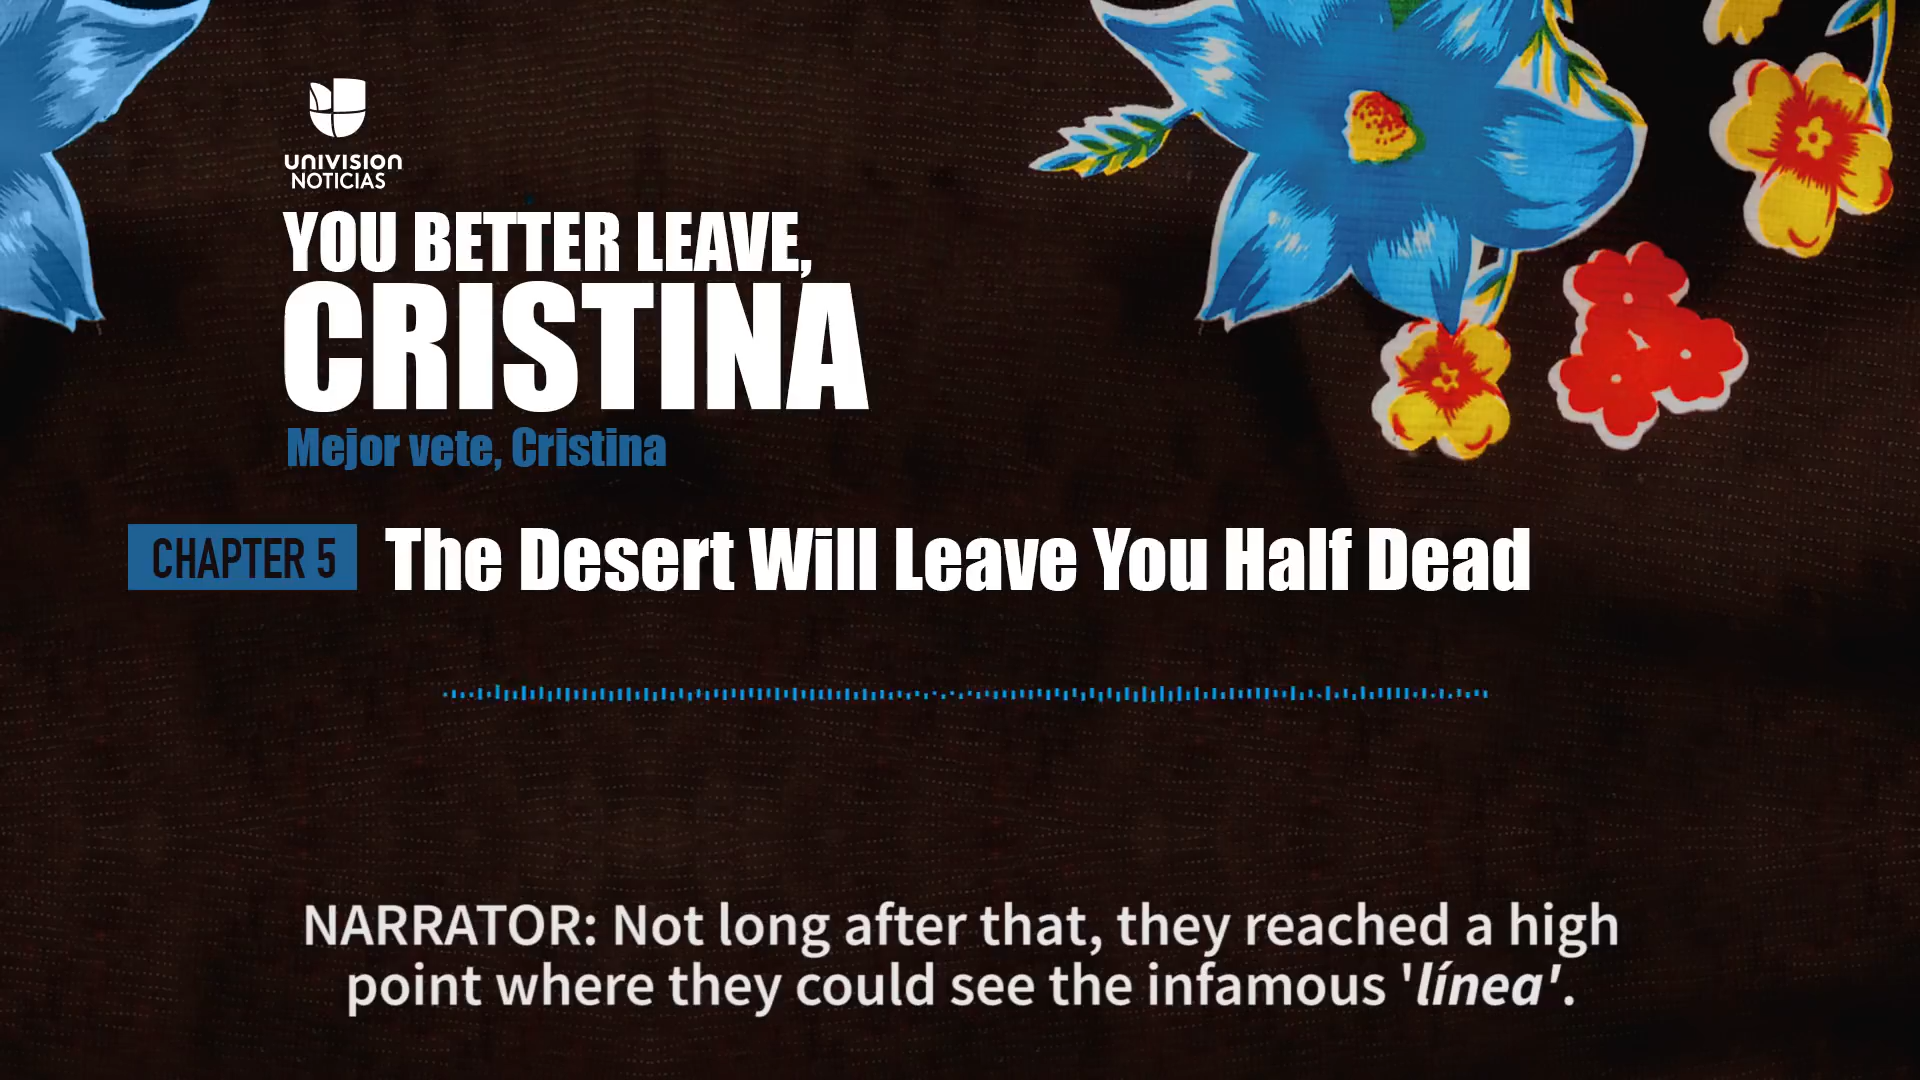 UNIVISION
NOTICIAS
YOU BETTER LEAVE,
CRISTINA
Mejor vete, Cristina
CHAPTER 5 The Desert Will Leave You Half Dead
NARRATOR: Not long after that, they reached a high
point where they could see the infamous 'línea'.